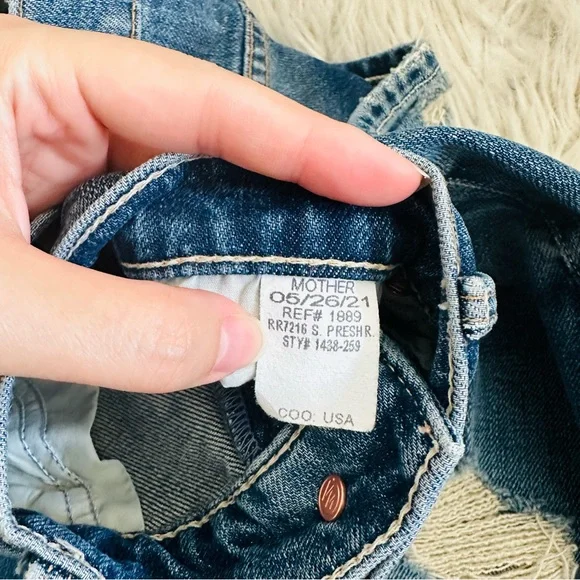 MOTHER
05/26/21
REF# 1889
RR7216 S. PRESHR.
STY# 1438-259
COO: USA